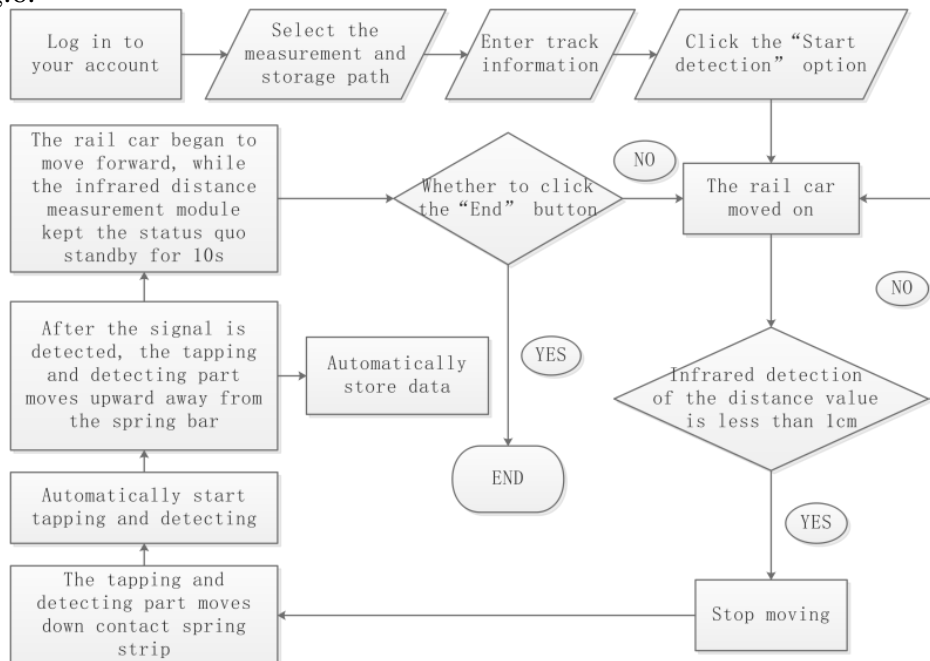 Log in to
your account
Select the
measurement and
storage path
Enter track
information
Click the “Start
detection” option
The rail car began to
move forward, while
the infrared distance
measurement module
kept the status quo
standby for 10s
Whether to click
the “End” button
NO
The rail car
moved on
NO
After the signal is
detected, the tapping
and detecting part
moves upward away from
the spring bar
Automatically
store data
YES
Infrared detection
of the distance value
is less than 1cm
END
Automatically start
tapping and detecting
YES
The tapping and
detecting part moves
down contact spring
strip
Stop moving